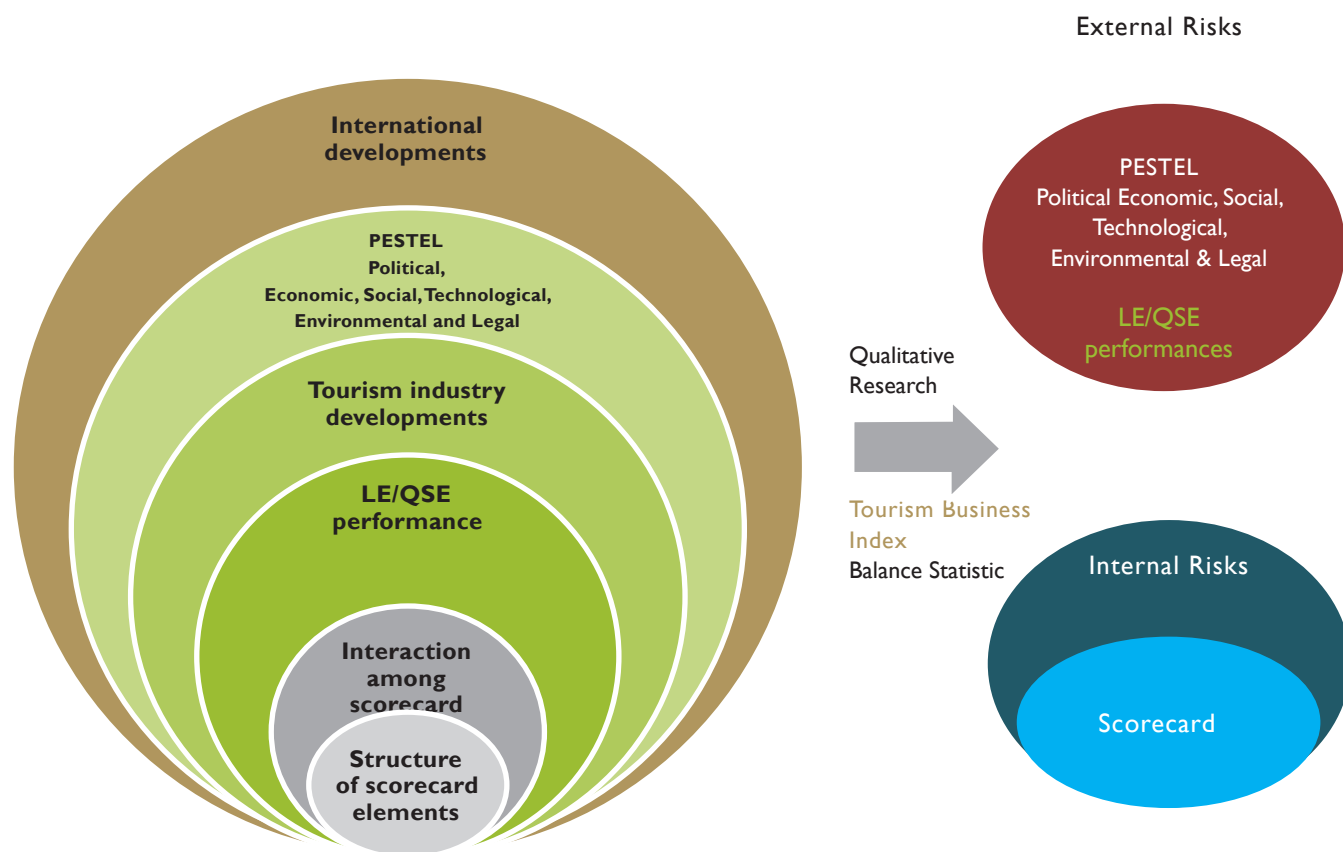 External Risks
International
developments
PESTEL
Political,
Economic, Social, Technological,
Environmental and Legal
Tourism industry
developments
LE/QSE
performance
Interaction
among
scorecard
Structure
of scorecard
elements
Qualitative
Research
Tourism Business
Index
Balance Statistic
PESTEL
Political Economic, Social,
Technological,
Environmental & Legal
LE/QSE
performances
Internal Risks
Scorecard